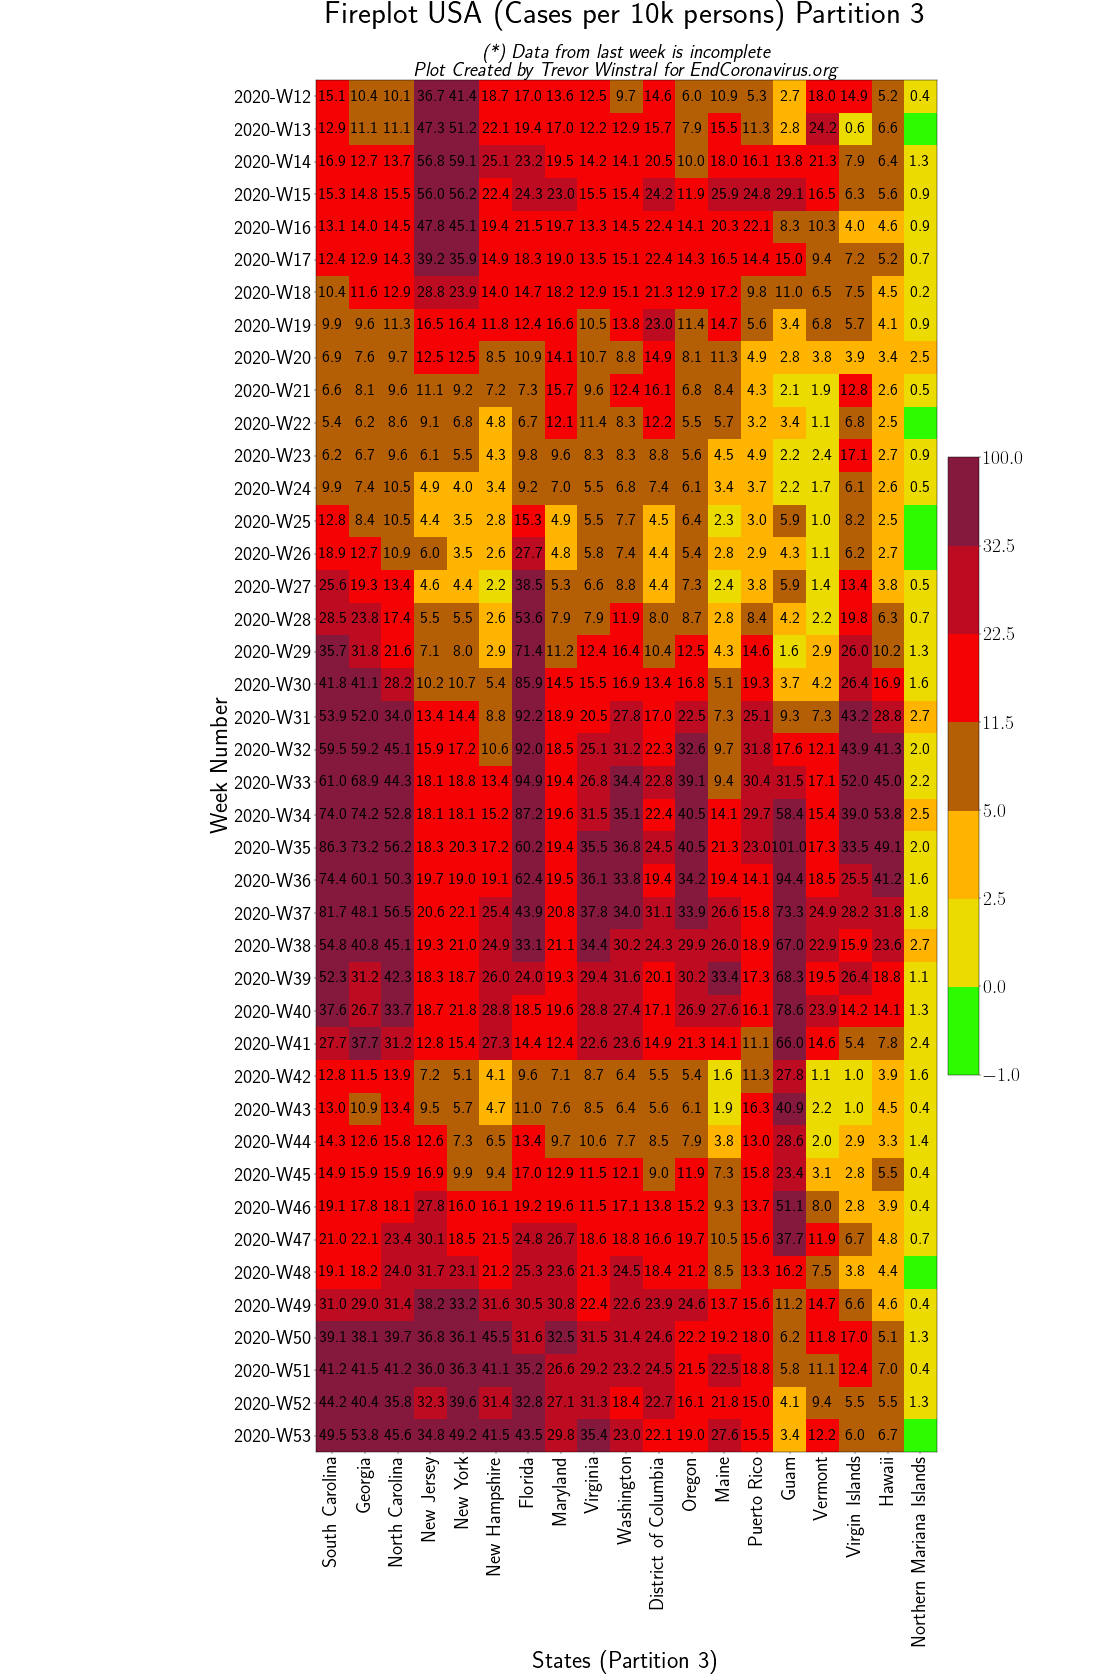 Fireplot USA (Cases per 10k persons) Partition 3
(*) Data from last week is incomplete
Plot Created by Trevor Winstral for EndCoronavirus.org
2020-W12 15.1 10.4 10.1 36.7 41.4 18.7 17.0 13.6 12.5 9.7 14.6 6.0 10.9 5.3 2.7 18.0 14.9 5.2 0.4
2020-W13 12.9 11.1 11.1 47.3 51.2 22.1 19.4 17.0 12.2 12.9 15.7 7.9 15.5 11.3 2.8 24.2 0.6 6.6
2020-W14 16.9 12.7 13.7 56.8 59.1 25.1 23.2 19.5 14.2 14.1 20.5 10.0 18.0 16.1 13.8 21.3 7.9 6.4 1.3
2020-W15 15.3 14.8 15.5 56.0 56.2 22.4 24.3 23.0 15.5 15.4 24.2 11.9 25.9 24.8 29.1 16.5 6.3 5.6 0.9
2020-W16 13.1 14.0 14.5 47.8 45.1 19.4 21.5 19.7 13.3 14.5 22.4 14.1 20.3 22.1 8.3 10.3 4.0 4.6 0.9
2020-W17 12.4 12.9 14.3 39.2 35.9 14.9 18.3 19.0 13.5 15.1 22.4 14.3 16.5 14.4 15.0 9.4 7.2 5.2 0.7
2020-W18 10.4 11.6 12.9 28.8 23.9 14.0 14.7 18.2 12.9 15.1 21.3 12.9 17.2 9.8 11.0 6.5 7.5 4.5 0.2
2020-W19 9.9 9.6 11.3 16.5 16.4 11.8 12.4 16.6 10.5 13.8 23.0 11.4 14.7 5.6 3.4 6.8 5.7 4.1 0.9
2020-W20 6.9 7.6 9.7 12.5 12.5 8.5 10.9 14.1 10.7 8.8 14.9 8.1 11.3 4.9 2.8 3.8 3.9 3.4 2.5
2020-W21 6.6 8.1 9.6 11.1 9.2 7.2 7.3 15.7 9.6 12.4 16.1 6.8 8.4 4.3 2.1 1.9 12.8 2.6 0.5
2020-W22 5.4 6.2 8.6 9.1 6.8 4.8 6.7 12.1 11.4 8.3 12.2 5.5 5.7 3.2 3.4 1.1 6.8 2.5
2020-W23 6.2 6.7 9.6 6.1 5.5 4.3 9.8 9.6 8.3 8.3 8.8 5.6 4.5 4.9 2.2 2.4 17.1 2.7 0.9
2020-W24 9.9 7.4 10.5 4.9 4.0 3.4 9.2 7.0 5.5 6.8 7.4 6.1 3.4 3.7 2.2 1.7 6.1 2.6 0.5
2020-W25 12.8 8.4 10.5 4.4 3.5 2.8 15.3 4.9 5.5 7.7 4.5 6.4 2.3 3.0 5.9 1.0 8.2 2.5
2020-W26 18.9 12.7 10.9 6.0 3.5 2.6 27.7 4.8 5.8 7.4 4.4 5.4 2.8 2.9 4.3 1.1 6.2 2.7
2020-W27 25.6 19.3 13.4 4.6 4.4 2.2 38.5 5.3 6.6 8.8 4.4 7.3 2.4 3.8 5.9 1.4 13.4 3.8 0.5
2020-W28 28.5 23.8 17.4 5.5 5.5 2.6 53.6 7.9 7.9 11.9 8.0 8.7 2.8 8.4 4.2 2.2 19.8 6.3 0.7
2020-W29 35.7 31.8 21.6 7.1 8.0 2.9 71.4 11.2 12.4 16.4 10.4 12.5 4.3 14.6 1.6 2.9 26.0 10.2 1.3
2020-W30 41.8 41.1 28.2 10.2 10.7 5.4 85.9 14.5 15.5 16.9 13.4 16.8 5.1 19.3 3.7 4.2 26.4 16.9 1.6
2020-W31 53.9 52.0 34.0 13.4 14.4 8.8 92.2 18.9 20.5 27.8 17.0 22.5 7.3 25.1 9.3 7.3 43.2 28.8 2.7
2020-W32 59.5 59.2 45.1 15.9 17.2 10.6 92.0 18.5 25.1 31.2 22.3 32.6 9.7 31.8 17.6 12.1 43.9 41.3 2.0
2020-W33 61.0 68.9 44.3 18.1 18.8 13.4 94.9 19.4 26.8 34.4 22.8 39.1 9.4 30.4 31.5 17.1 52.0 45.0 2.2
2020-W34 74.0 74.2 52.8 18.1 18.1 15.2 87.2 19.6 31.5 35.1 22.4 40.5 14.1 29.7 58.4 15.4 39.0 53.8 2.5
2020-W35 86.3 73.2 56.2 18.3 20.3 17.2 60.2 19.4 35.5 36.8 24.5 40.5 21.3 23.0 101.0 17.3 33.5 49.1 2.0
2020-W36 74.4 60.1 50.3 19.7 19.0 19.1 62.4 19.5 36.1 33.8 19.4 34.2 19.4 14.1 94.4 18.5 25.5 41.2 1.6
2020-W37 81.7 48.1 56.5 20.6 22.1 25.4 43.9 20.8 37.8 34.0 31.1 33.9 26.6 15.8 73.3 24.9 28.2 31.8 1.8
2020-W38 54.8 40.8 45.1 19.3 21.0 24.9 33.1 21.1 34.4 30.2 24.3 29.9 26.0 18.9 67.0 22.9 15.9 23.6 2.7
2020-W39 52.3 31.2 42.3 18.3 18.7 26.0 24.0 19.3 29.4 31.6 20.1 30.2 33.4 17.3 68.3 19.5 26.4 18.8 1.1
2020-W40 37.6 26.7 33.7 18.7 21.8 28.8 18.5 19.6 28.8 27.4 17.1 26.9 27.6 16.1 78.6 23.9 14.2 14.1 1.3
2020-W41 27.7 37.7 31.2 12.8 15.4 27.3 14.4 12.4 22.6 23.6 14.9 21.3 14.1 11.1 66.0 14.6 5.4 7.8 2.4
2020-W42 12.8 11.5 13.9 7.2 5.1 4.1 9.6 7.1 8.7 6.4 5.5 5.4 1.6 11.3 27.8 1.1 1.0 3.9 1.6
2020-W43 13.0 10.9 13.4 9.5 5.7 4.7 11.0 7.6 8.5 6.4 5.6 6.1 1.9 16.3 40.9 2.2 1.0 4.5 0.4
2020-W44 14.3 12.6 15.8 12.6 7.3 6.5 13.4 9.7 10.6 7.7 8.5 7.9 3.8 13.0 28.6 2.0 2.9 3.3 1.4
2020-W45 14.9 15.9 15.9 16.9 9.9 9.4 17.0 12.9 11.5 12.1 9.0 11.9 7.3 15.8 23.4 3.1 2.8 5.5 0.4
2020-W46 19.1 17.8 18.1 27.8 16.0 16.1 19.2 19.6 11.5 17.1 13.8 15.2 9.3 13.7 51.1 8.0 2.8 3.9 0.4
2020-W47 21.0 22.1 23.4 30.1 18.5 21.5 24.8 26.7 18.6 18.8 16.6 19.7 10.5 15.6 37.7 11.9 6.7 4.8 0.7
2020-W48 19.1 18.2 24.0 31.7 23.1 21.2 25.3 23.6 21.3 24.5 18.4 21.2 8.5 13.3 16.2 7.5 3.8 4.4
2020-W49 31.0 29.0 31.4 38.2 33.2 31.6 30.5 30.8 22.4 22.6 23.9 24.6 13.7 15.6 11.2 14.7 6.6 4.6 0.4
2020-W50 39.1 38.1 39.7 36.8 36.1 45.5 31.6 32.5 31.5 31.4 24.6 22.2 19.2 18.0 6.2 11.8 17.0 5.1 1.3
2020-W51 41.2 41.5 41.2 36.0 36.3 41.1 35.2 26.6 29.2 23.2 24.5 21.5 22.5 18.8 5.8 11.1 12.4 7.0 0.4
2020-W52 44.2 40.4 35.8 32.3 39.6 31.4 32.8 27.1 31.3 18.4 22.7 16.1 21.8 15.0 4.1 9.4 5.5 5.5 1.3
2020-W53 49.5 53.8 45.6 34.8 49.2 41.5 43.5 29.8 35.4 23.0 22.1 19.0 27.6 15.5 3.4 12.2 6.0 6.7
Week Number
South Carolina
Georgia
North Carolina
New Jersey
New York
New Hampshire
Florida
Maryland
Virginia
Washington
District of Columbia
Oregon
Maine
Puerto Rico
Guam
Vermont
Virgin Islands
Hawaii
Northern Mariana Islands
States (Partition 3)
100.0
32.5
22.5
11.5
5.0
2.5
0.0
−1.0